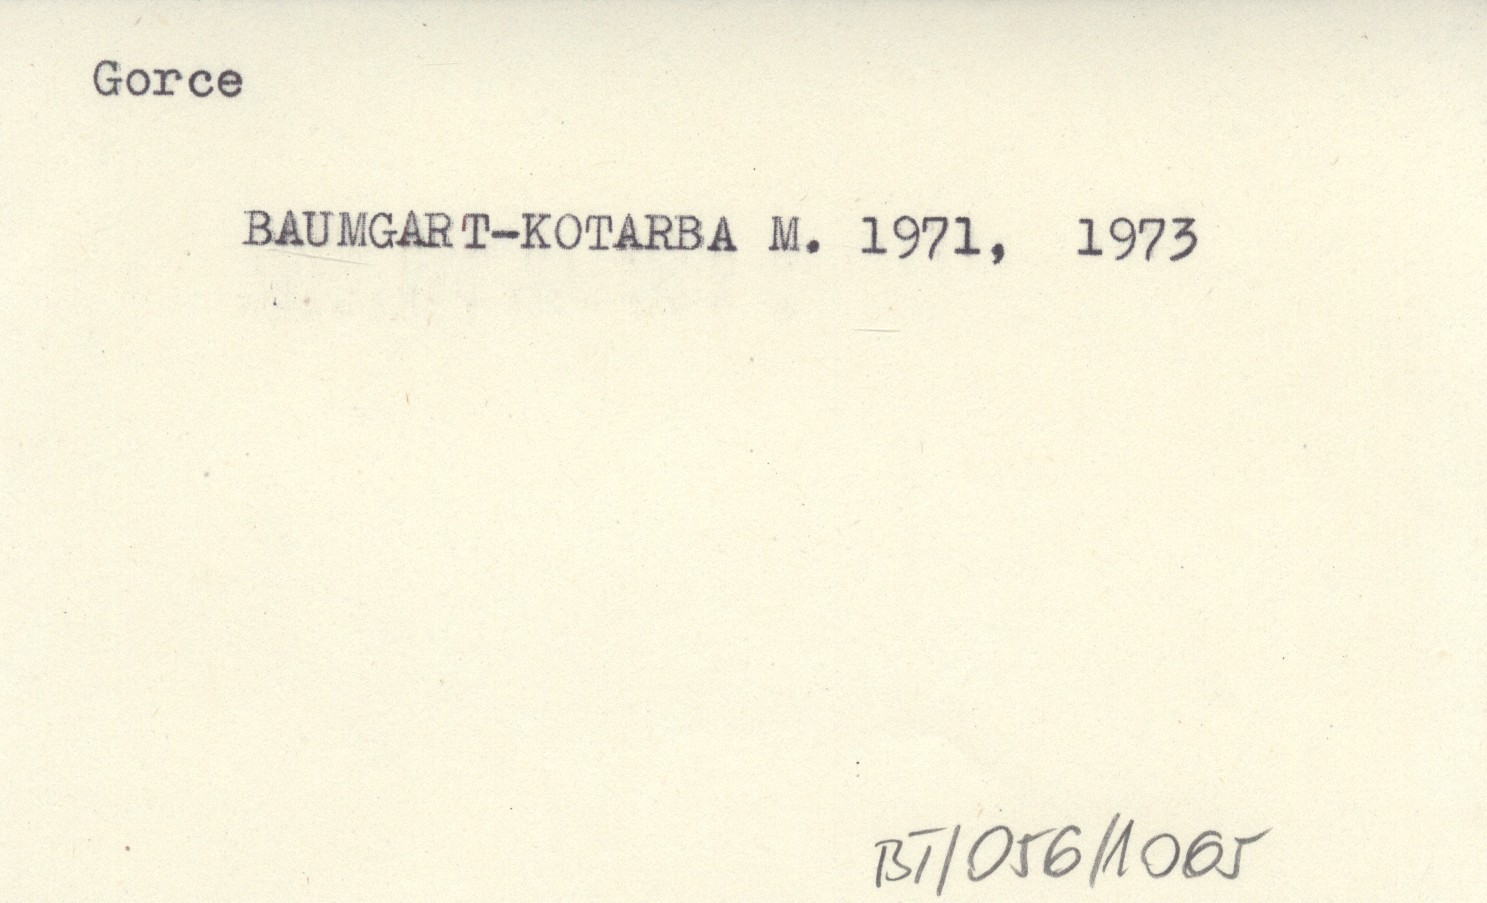 Gorce
BAUMGART-KOTARBA M. 1971, 1973
BT/056/1065